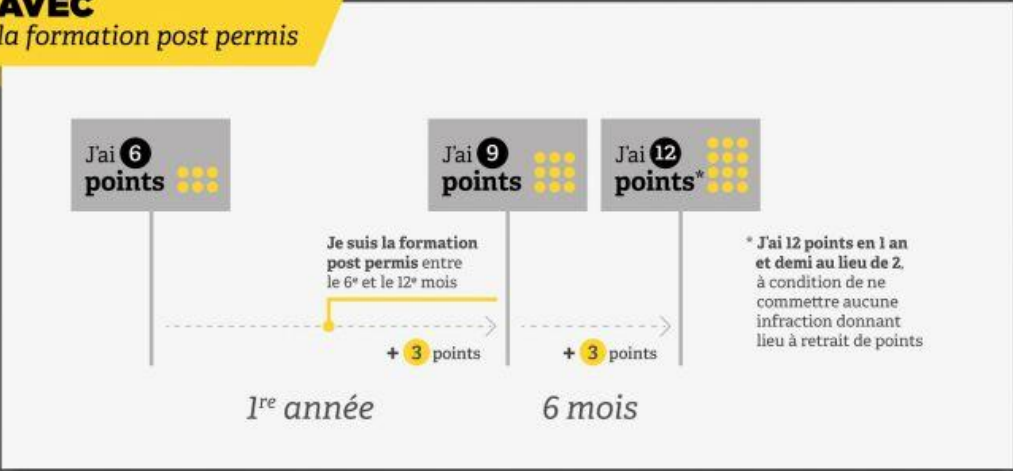 AVEC
la formation post permis
J'ai 6
points
J'ai 9
points
J'ai 12
points*
Je suis la formation
post permis entre
le 6e et le 12e mois
* J'ai 12 points en 1 an
et demi au lieu de 2,
à condition de ne
commettre aucune
infraction donnant
lieu à retrait de points
+ 3 points
+ 3 points
1re année
6 mois